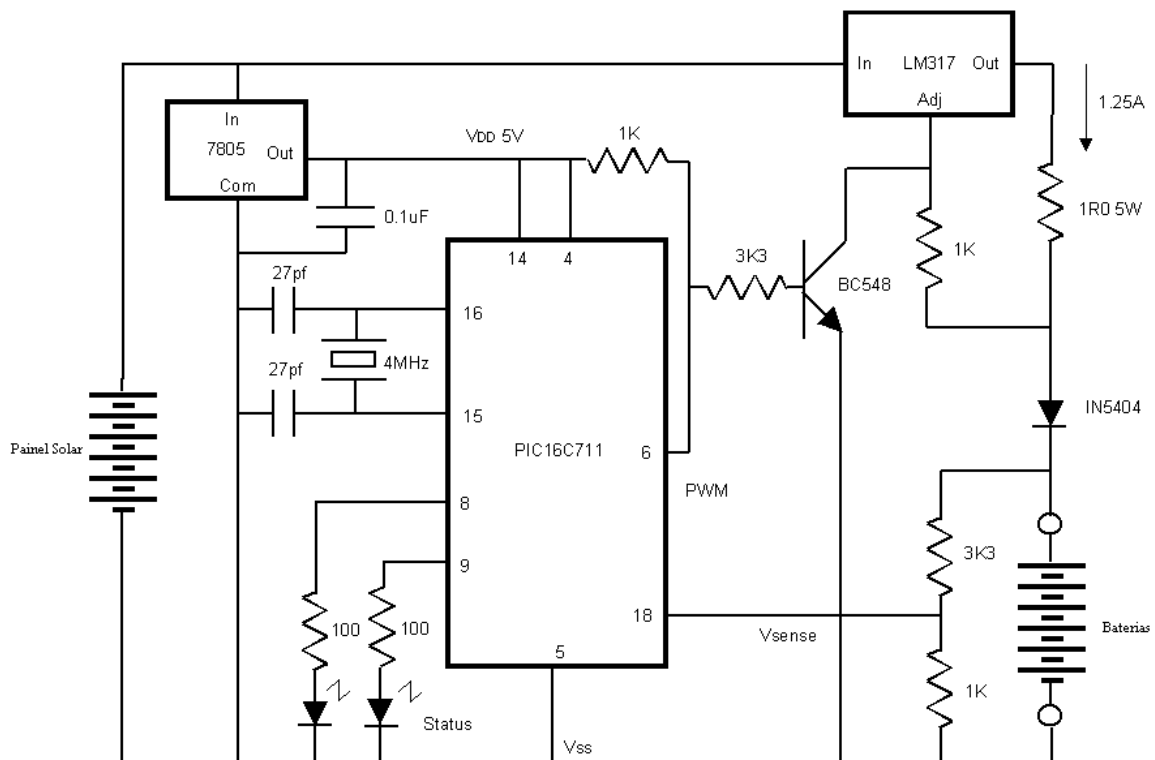 In LM317 Out
Adj
1.25A
In
7805
Out
Com
VDD 5V
1K
0.1uF
14
4
1R0 5W
3K3
1K
BC548
27pf
16
4MHz
27pf
15
IN5404
Painel Solar
PIC16C711
6
PWM
8
9
3K3
100
100
18
Vsense
Baterias
5
1K
Status
Vss